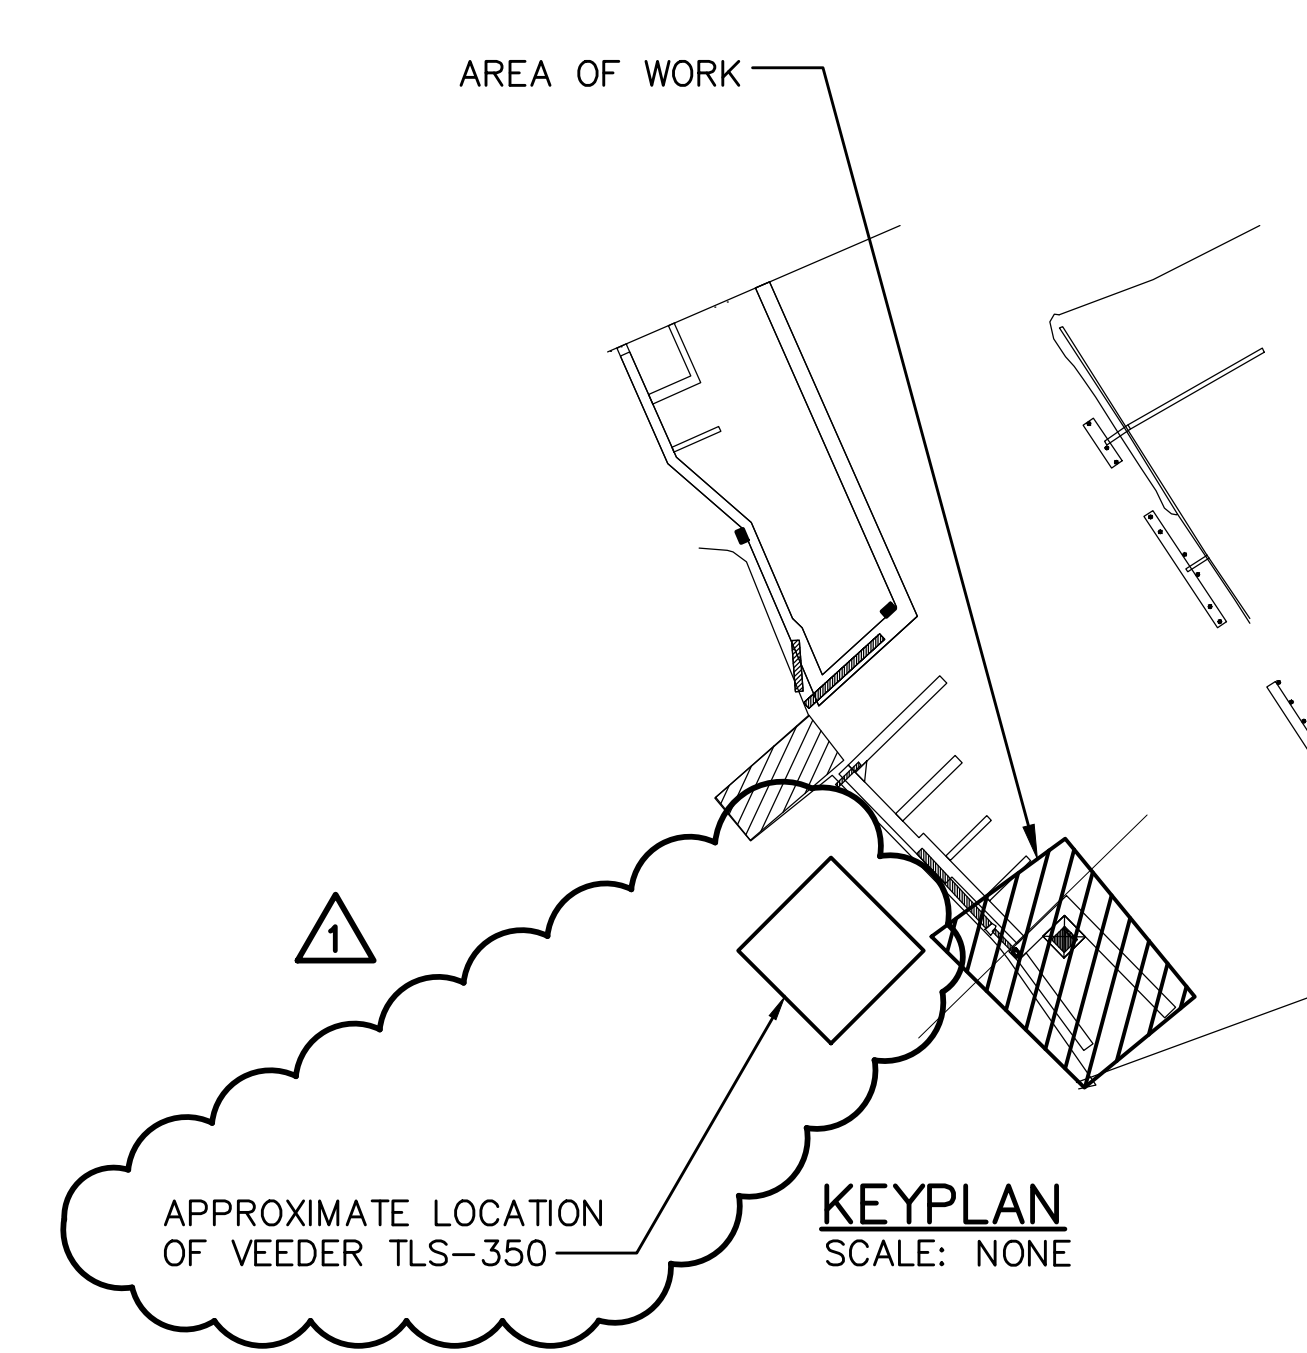 AREA OF WORK
1
APPROXIMATE LOCATION
OF VEEDER TLS-350
KEYPLAN
SCALE: NONE